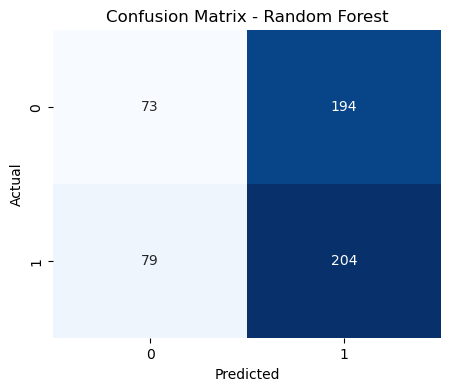 Confusion Matrix - Random Forest
Actual
0
73
194
1
79
204
0
1
Predicted